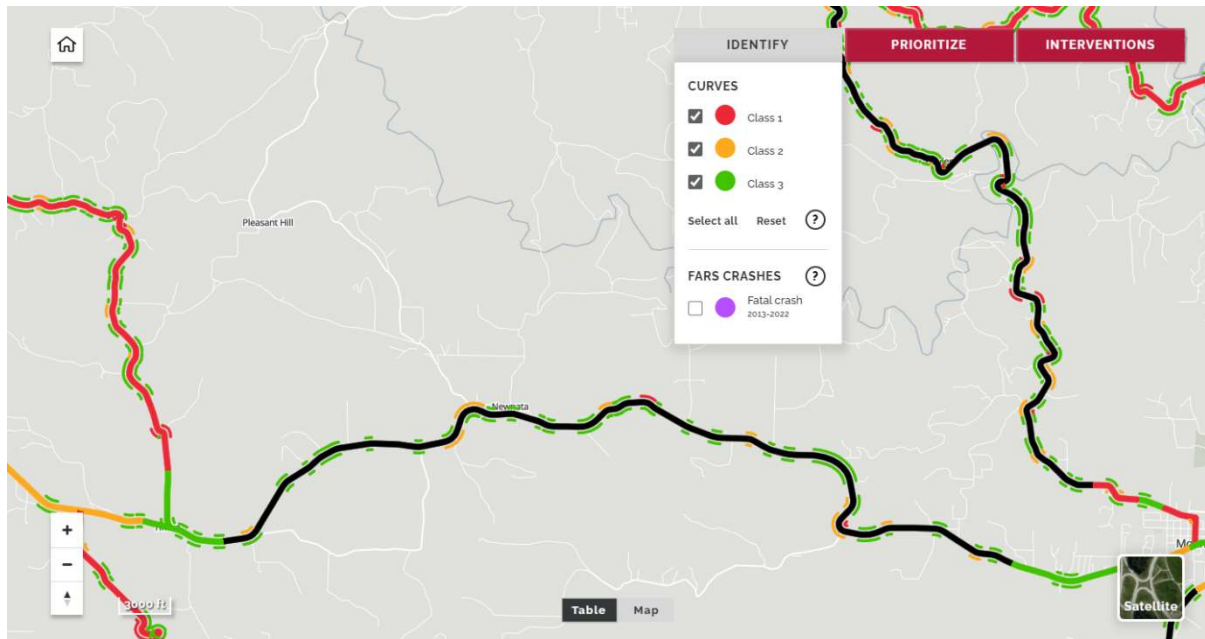 IDENTIFY
PRIORITIZE
INTERVENTIONS
CURVES
Class 1
Class 2
Class 3
Select all Reset ?
FARS CRASHES ?
Fatal crash
2013-2022
Pleasant Hill
Newnata
+
−
3000 ft
Table Map
Satellite